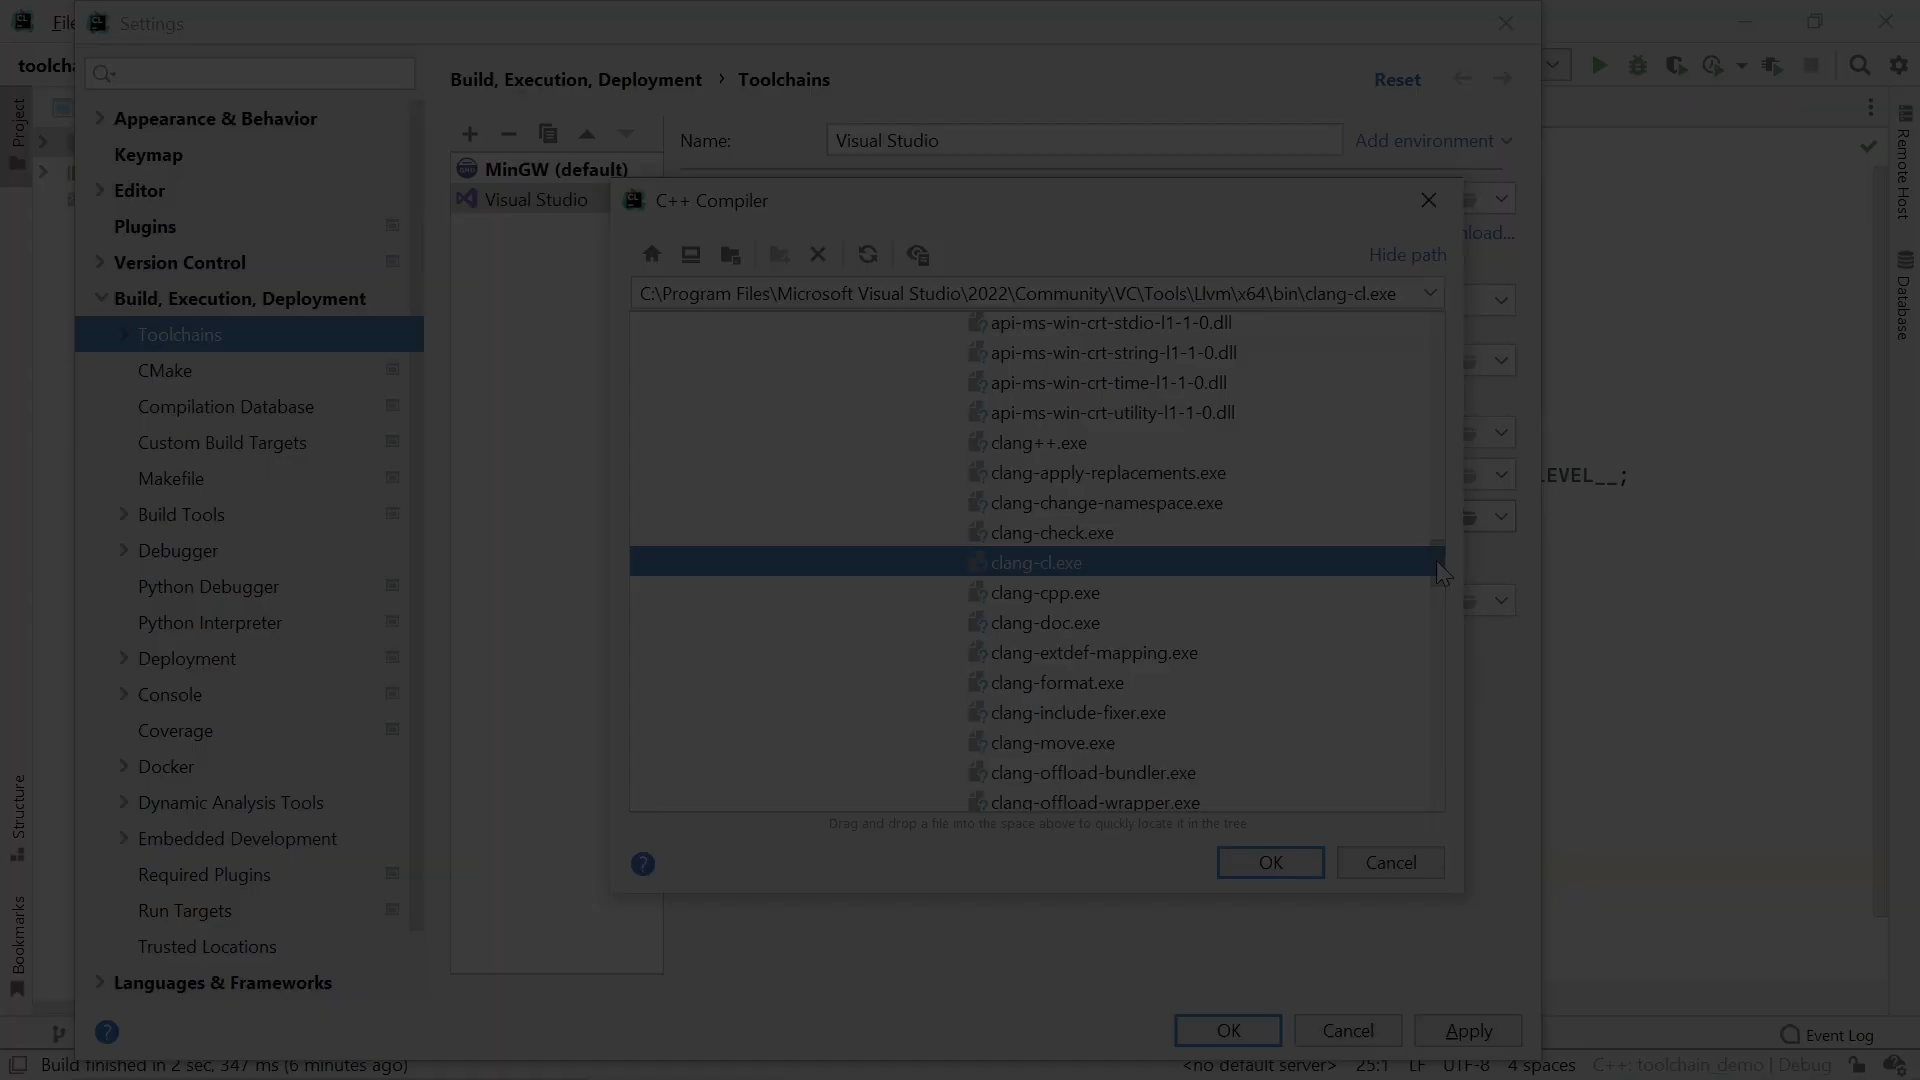 File
Settings
toolcha
Build, Execution, Deployment › Toolchains
Reset
Appearance & Behavior
Keymap
Editor
Plugins
Version Control
Build, Execution, Deployment
Toolchains
CMake
Compilation Database
Custom Build Targets
Makefile
Build Tools
Debugger
Python Debugger
Python Interpreter
Deployment
Console
Coverage
Docker
Dynamic Analysis Tools
Embedded Development
Required Plugins
Run Targets
Trusted Locations
Languages & Frameworks
MinGW (default)
Visual Studio
Name: Visual Studio Add environment
nload...
C++ Compiler
Hide path
C:\Program Files\Microsoft Visual Studio\2022\Community\VC\Tools\Llvm\x64\bin\clang-cl.exe
api-ms-win-crt-stdio-l1-1-0.dll
api-ms-win-crt-string-l1-1-0.dll
api-ms-win-crt-time-l1-1-0.dll
api-ms-win-crt-utility-l1-1-0.dll
clang++.exe
clang-apply-replacements.exe
clang-change-namespace.exe
clang-check.exe
clang-cl.exe
clang-cpp.exe
clang-doc.exe
clang-extdef-mapping.exe
clang-format.exe
clang-include-fixer.exe
clang-move.exe
clang-offload-bundler.exe
clang-offload-wrapper.exe
Drag and drop a file into the space above to quickly locate it in the tree
? OK Cancel
? OK Cancel Apply
LEVEL__;
Project
Structure
Bookmarks
Remote Host
Database
Event Log
Build finished in 2 sec, 347 ms (6 minutes ago)
<no default server> 25:1 LF UTF-8 4 spaces C++: toolchain_demo | Debug